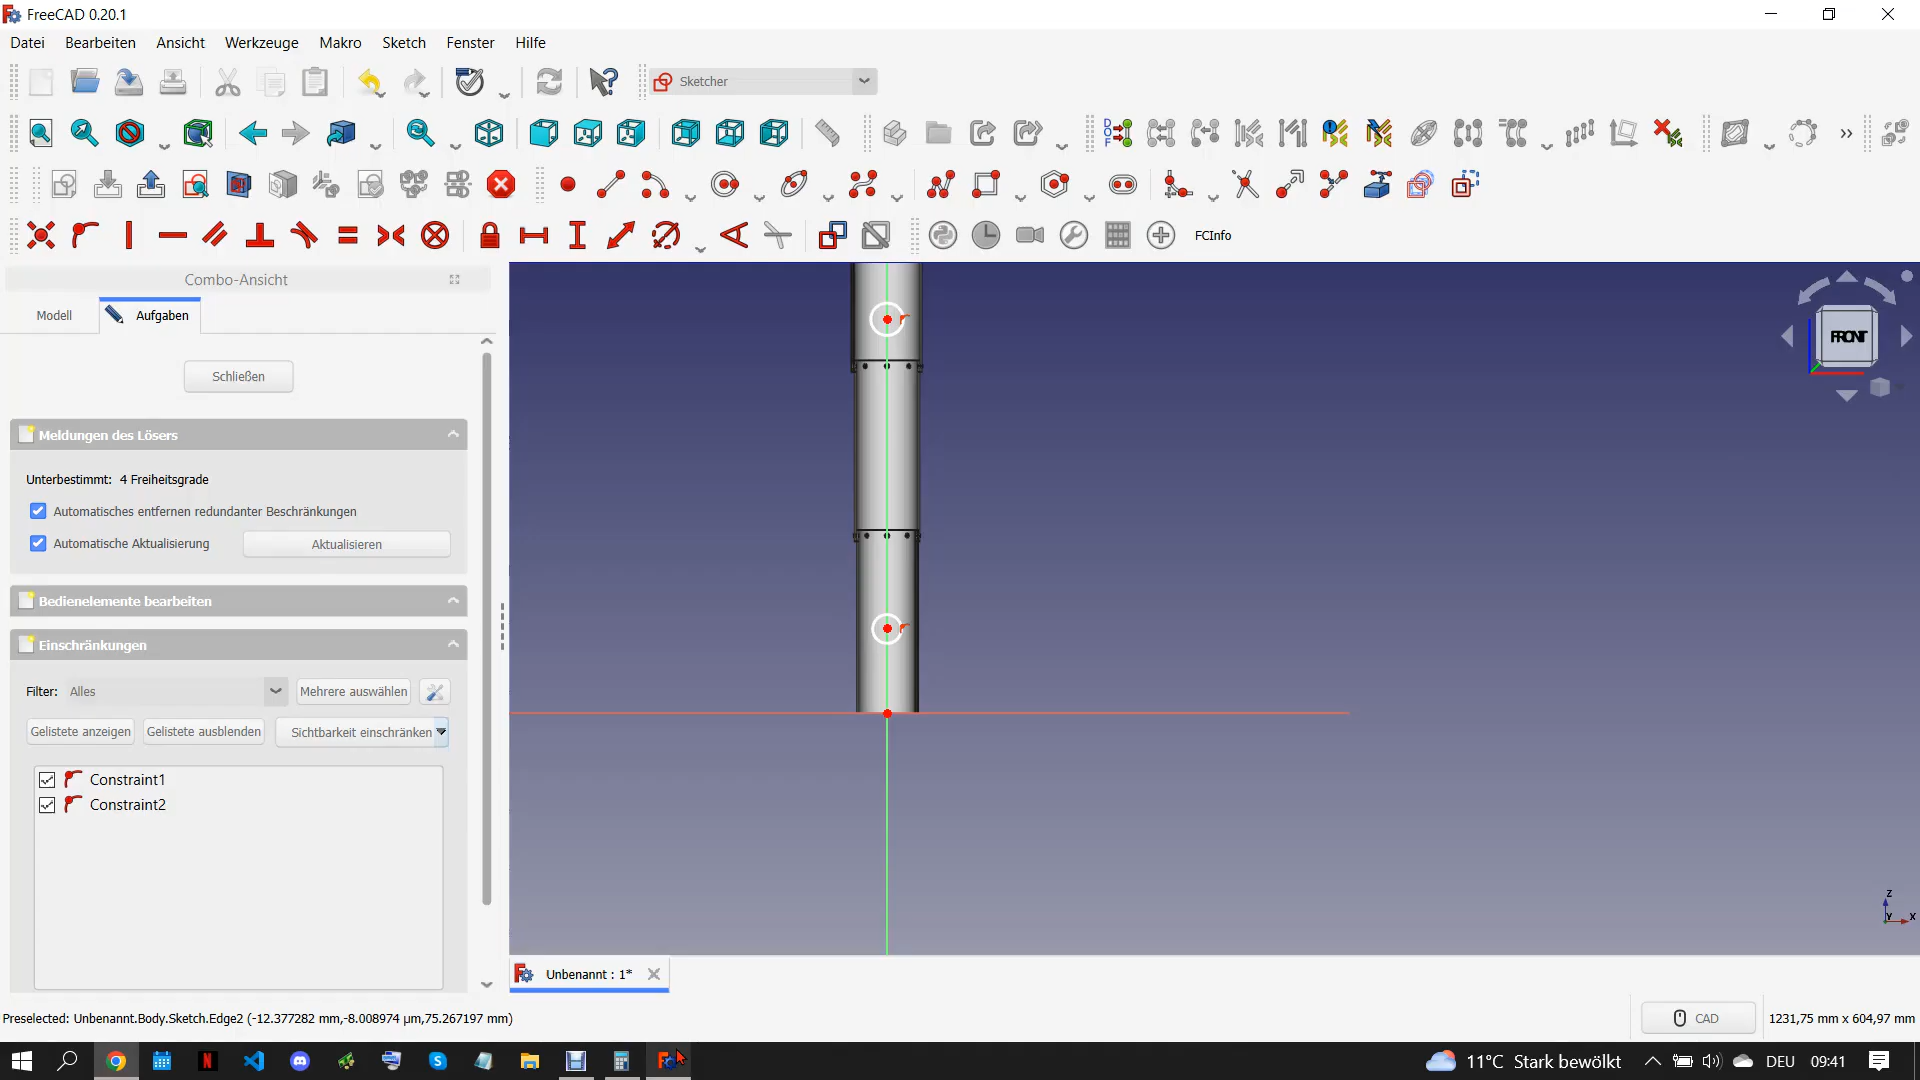 FreeCAD 0.20.1
Datei Bearbeiten Ansicht Werkzeuge Makro Sketch Fenster Hilfe
Sketcher
FCInfo
Combo-Ansicht
Modell Aufgaben
Schließen
Meldungen des Lösers
Unterbestimmt: 4 Freiheitsgrade
Automatisches entfernen redundanter Beschränkungen
Automatische Aktualisierung Aktualisieren
Bedienelemente bearbeiten
Einschränkungen
Filter: Alles Mehrere auswählen
Gelistete anzeigen Gelistete ausblenden Sichtbarkeit einschränken
Constraint1
Constraint2
FRONT
Z
Y X
Unbenannt : 1*
Preselected: Unbenannt.Body.Sketch.Edge2 (-12.377282 mm,-8.008974 µm,75.267197 mm)
CAD 1231,75 mm x 604,97 mm
11°C Stark bewölkt DEU 09:41